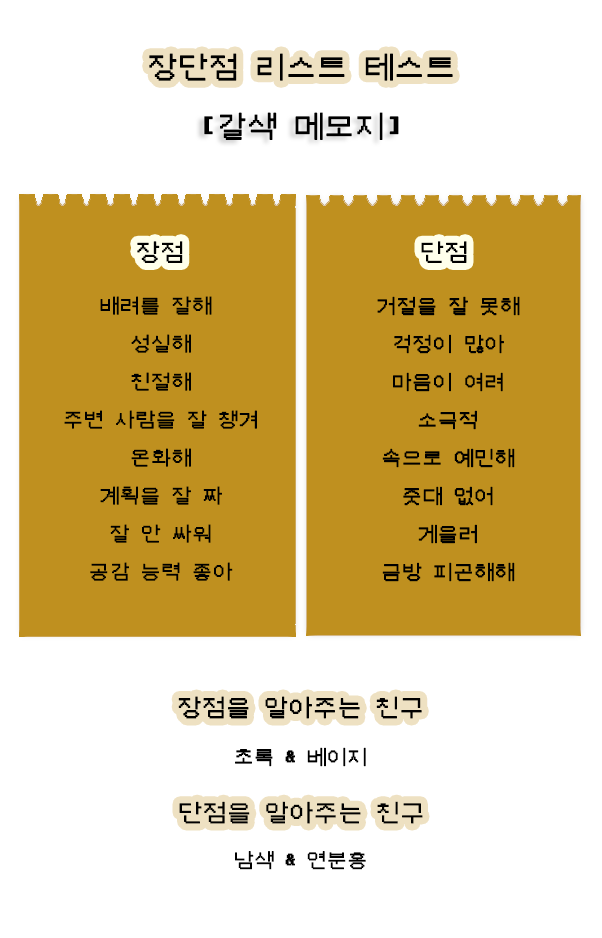 장단점 리스트 테스트
[갈색 메모지]
장점
배려를 잘해
성실해
친절해
주변 사람을 잘 챙겨
온화해
계획을 잘 짜
잘 안 싸워
공감 능력 좋아
단점
거절을 잘 못해
걱정이 많아
마음이 여려
소극적
속으로 예민해
줏대 없어
게을러
금방 피곤해해
장점을 알아주는 친구
초록 & 베이지
단점을 알아주는 친구
남색 & 연분홍